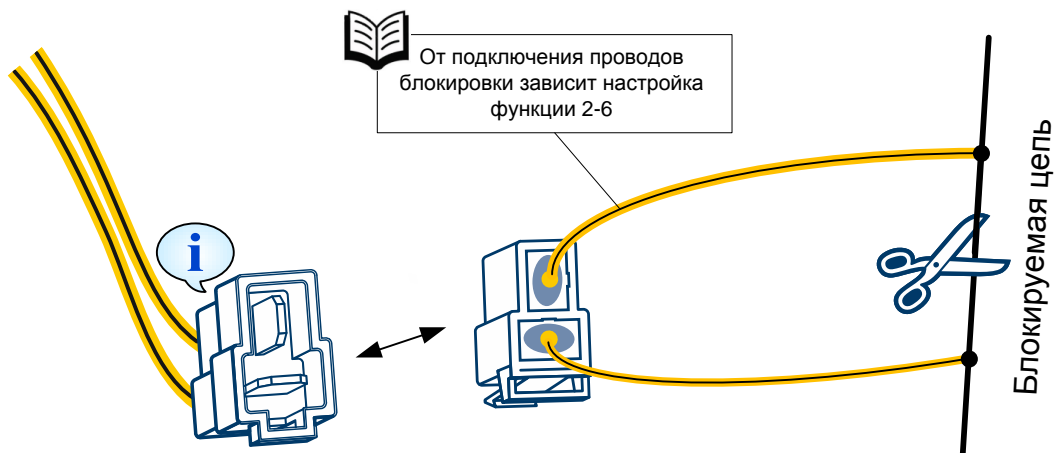 От подключения проводов
блокировки зависит настройка
функции 2-6
i
Блокируемая цепь